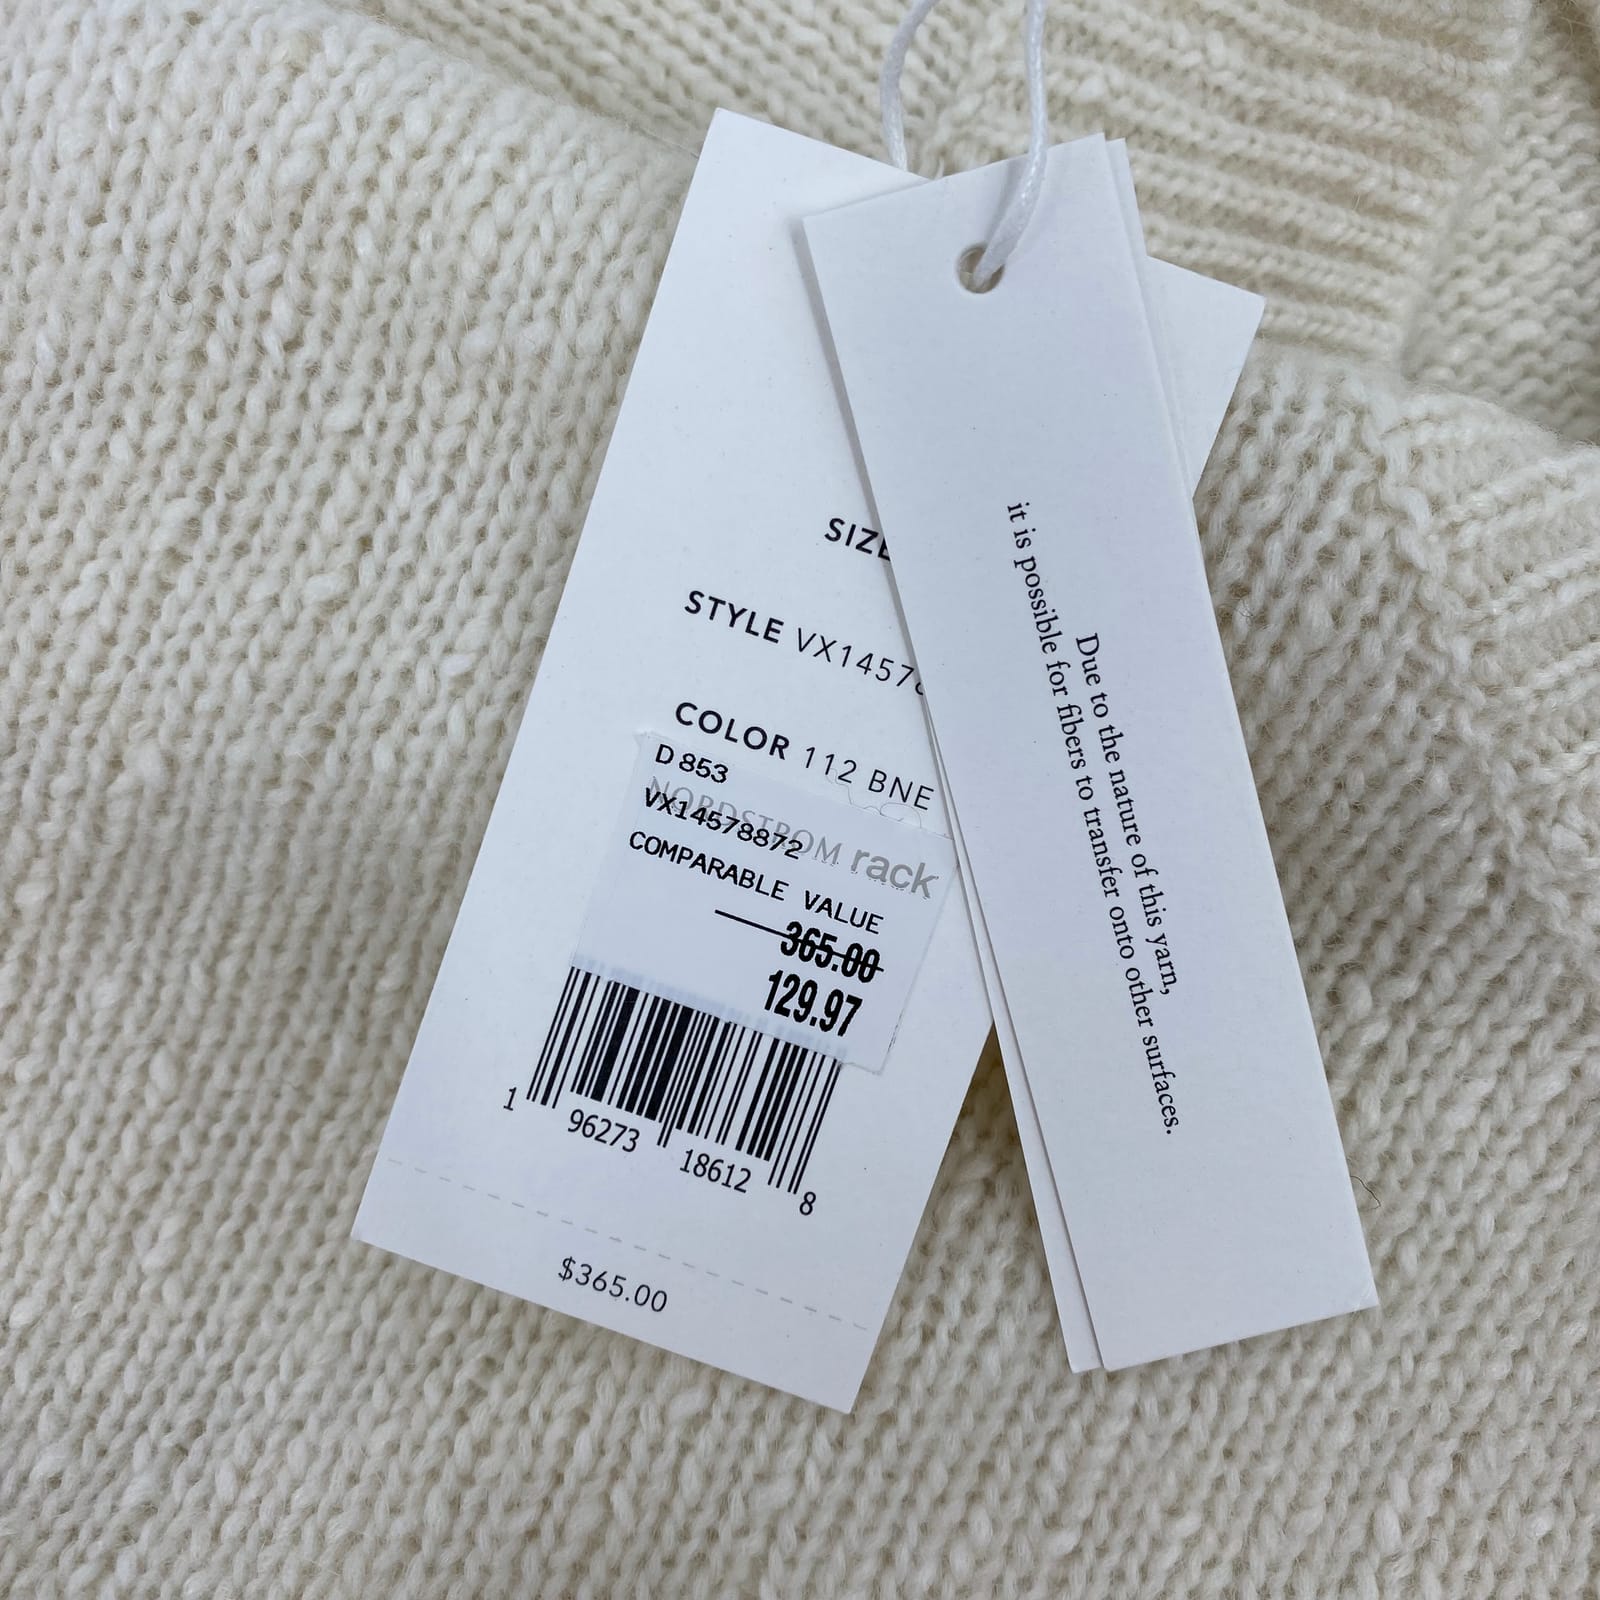 SIZE
STYLE VX14578
COLOR 112 BNE
D 853
NORDSTROM rack
VX14578872
COMPARABLE VALUE
365.00
129.97
1 96273 18612 8
$365.00
Due to the nature of this yarn,
it is possible for fibers to transfer onto other surfaces.